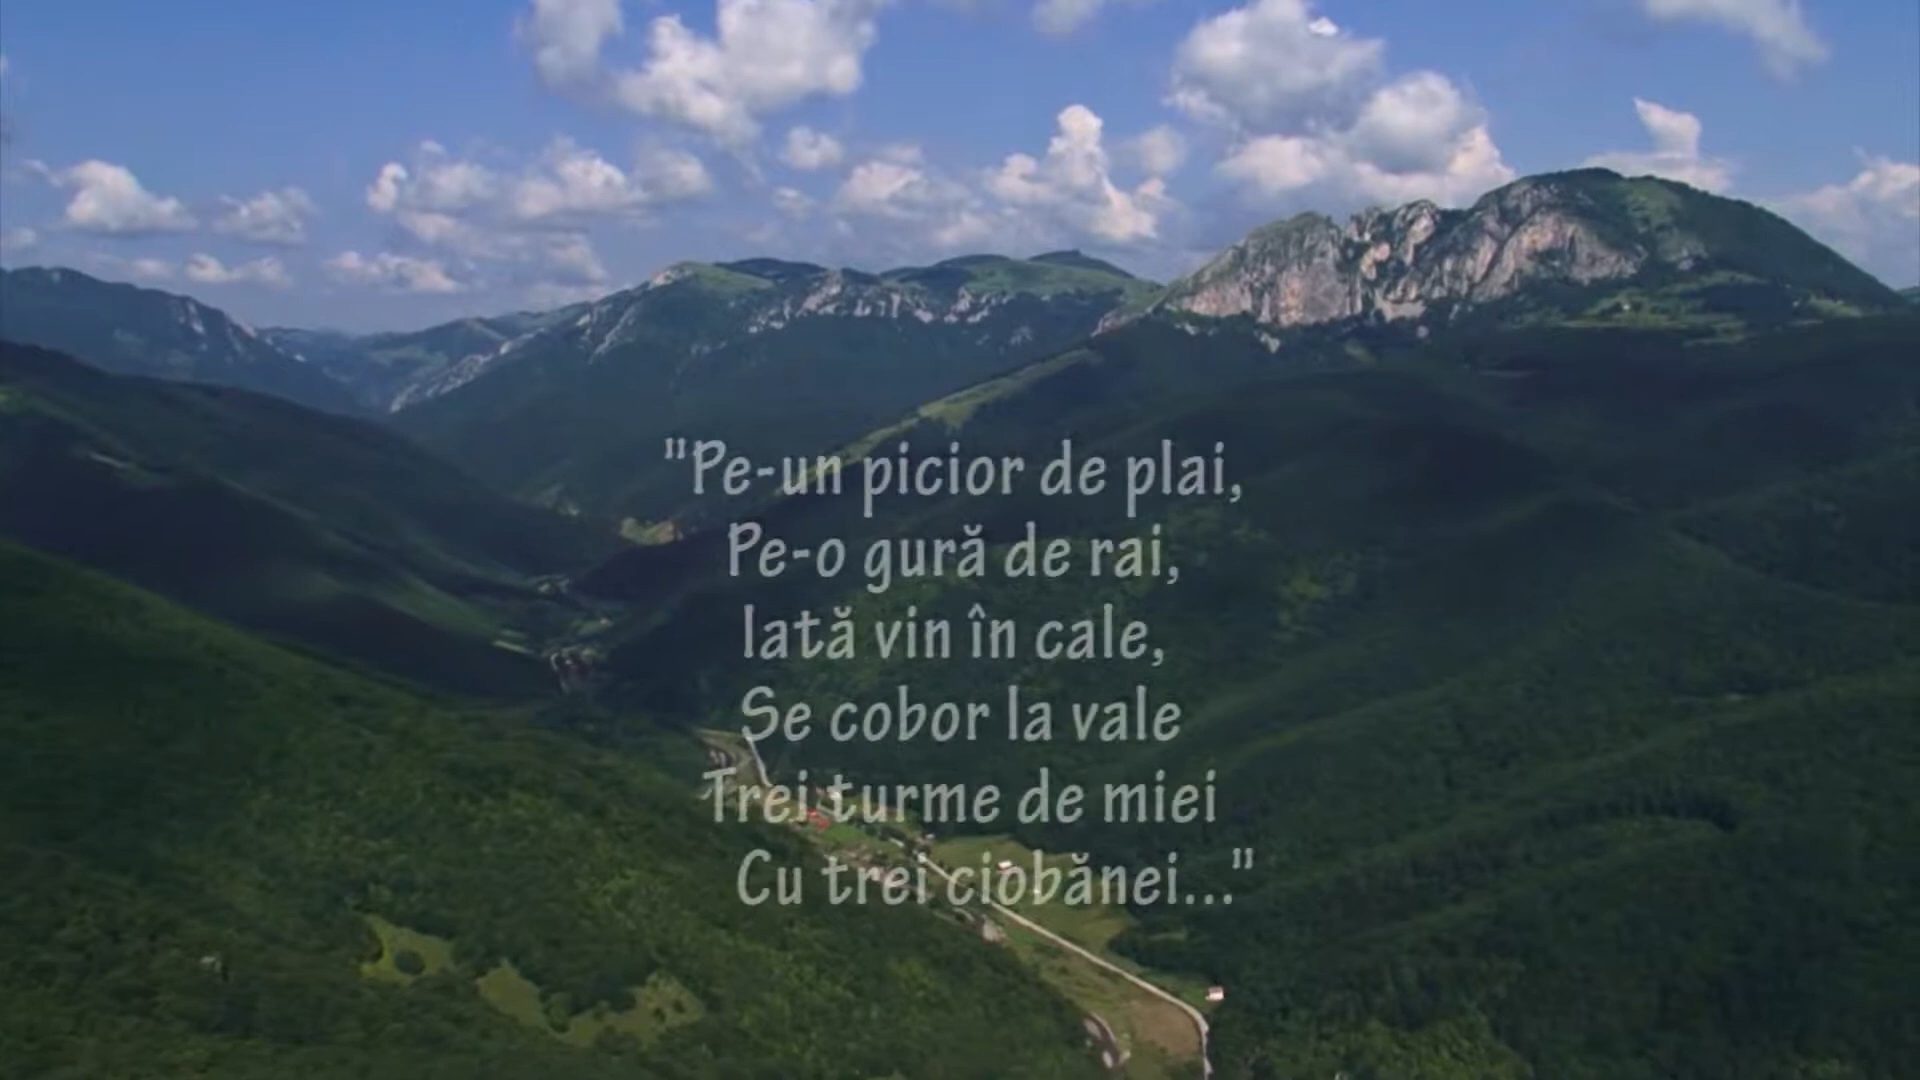 "Pe-un picior de plai,
Pe-o gură de rai,
Iată vin în cale,
Se cobor la vale
Trei turme de miei
Cu trei ciobănei..."